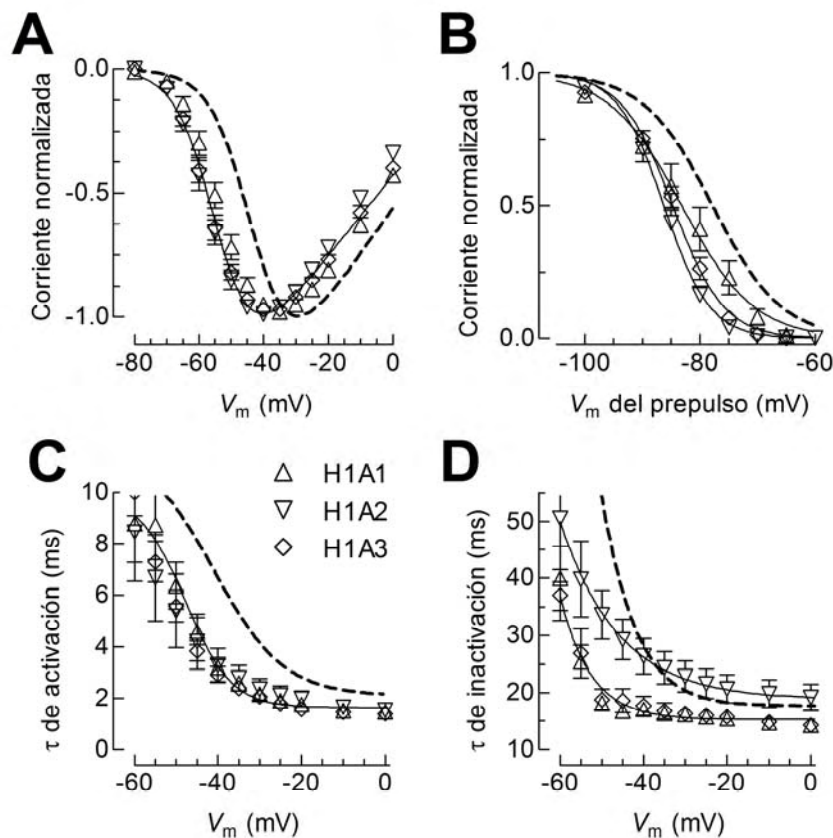 A
Corriente normalizada
0.0
-0.5
-1.0
-80
-60
-40
-20
0
Vm (mV)
B
Corriente normalizada
1.0
0.5
0.0
-100
-80
-60
Vm del prepulso (mV)
C
τ de activación (ms)
10
8
6
4
2
0
-60
-40
-20
0
Vm (mV)
H1A1
H1A2
H1A3
D
τ de inactivación (ms)
50
40
30
20
10
-60
-40
-20
0
Vm (mV)